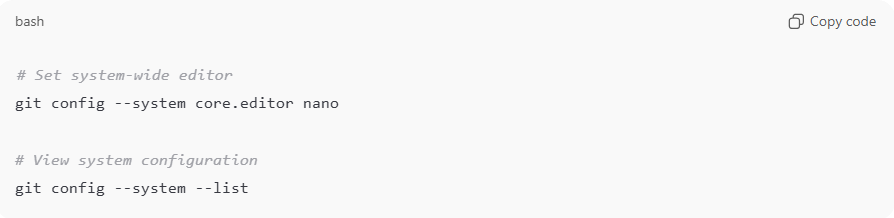 bash
Copy code
# Set system-wide editor
git config --system core.editor nano
# View system configuration
git config --system --list